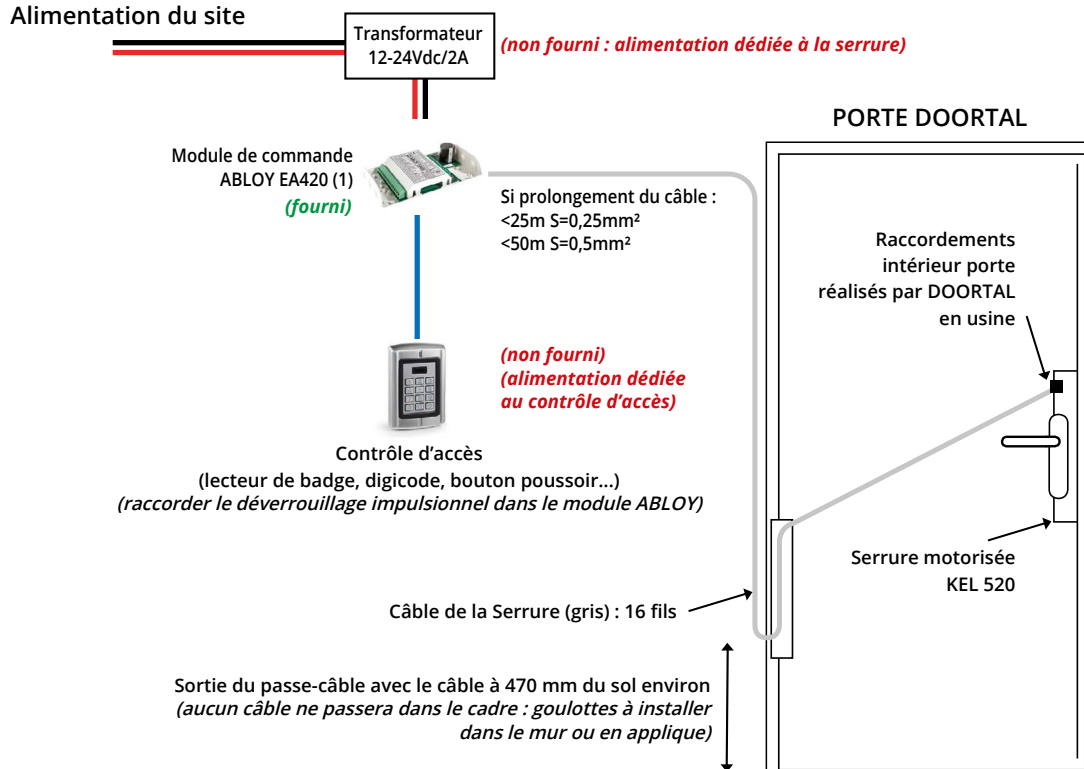 Alimentation du site
Transformateur
12-24Vdc/2A
(non fourni : alimentation dédiée à la serrure)
PORTE DOORTAL
Module de commande
ABLOY EA420 (1)
(fourni)
Si prolongement du câble :
<25m S=0,25mm²
<50m S=0,5mm²
Raccordements
intérieur porte
réalisés par DOORTAL
en usine
(non fourni)
(alimentation dédiée
au contrôle d’accès)
Contrôle d’accès
(lecteur de badge, digicode, bouton poussoir...)
(raccorder le déverrouillage impulsionnel dans le module ABLOY)
Serrure motorisée
KEL 520
Câble de la Serrure (gris) : 16 fils
Sortie du passe-câble avec le câble à 470 mm du sol environ
(aucun câble ne passera dans le cadre : goulottes à installer
dans le mur ou en applique)